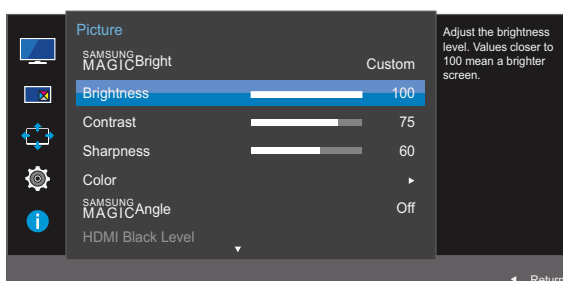 Picture
SAMSUNG
MAGICBright Custom
Brightness 100
Contrast 75
Sharpness 60
Color
SAMSUNG
MAGICAngle Off
HDMI Black Level
Adjust the brightness
level. Values closer to
100 mean a brighter
screen.
Return